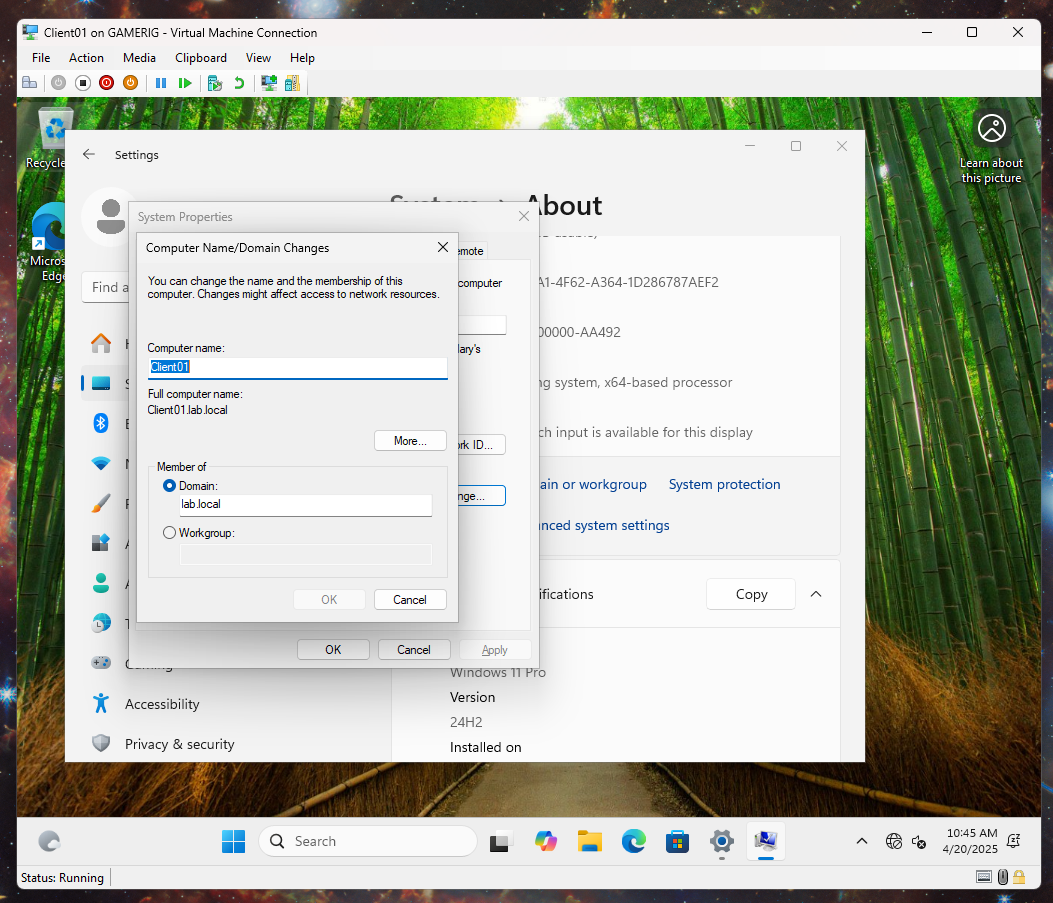 Client01 on GAMERIG - Virtual Machine Connection
File Action Media Clipboard View Help
Recycle
Learn about
this picture
Micros
Edge
Settings
System > About
A1-4F62-A364-1D286787AEF2
00000-AA492
ng system, x64-based processor
ch input is available for this display
ain or workgroup System protection
anced system settings
ifications
Copy
Windows 11 Pro
Version
24H2
Installed on
Find a
Gaming
Accessibility
Privacy & security
System Properties
emote
computer
ary's
rk ID...
nge...
OK Cancel Apply
Computer Name/Domain Changes
You can change the name and the membership of this
computer. Changes might affect access to network resources.
Computer name:
Client01
Full computer name:
Client01.lab.local
More...
Member of
Domain:
lab.local
Workgroup:
OK Cancel
Search
10:45 AM
4/20/2025
Status: Running